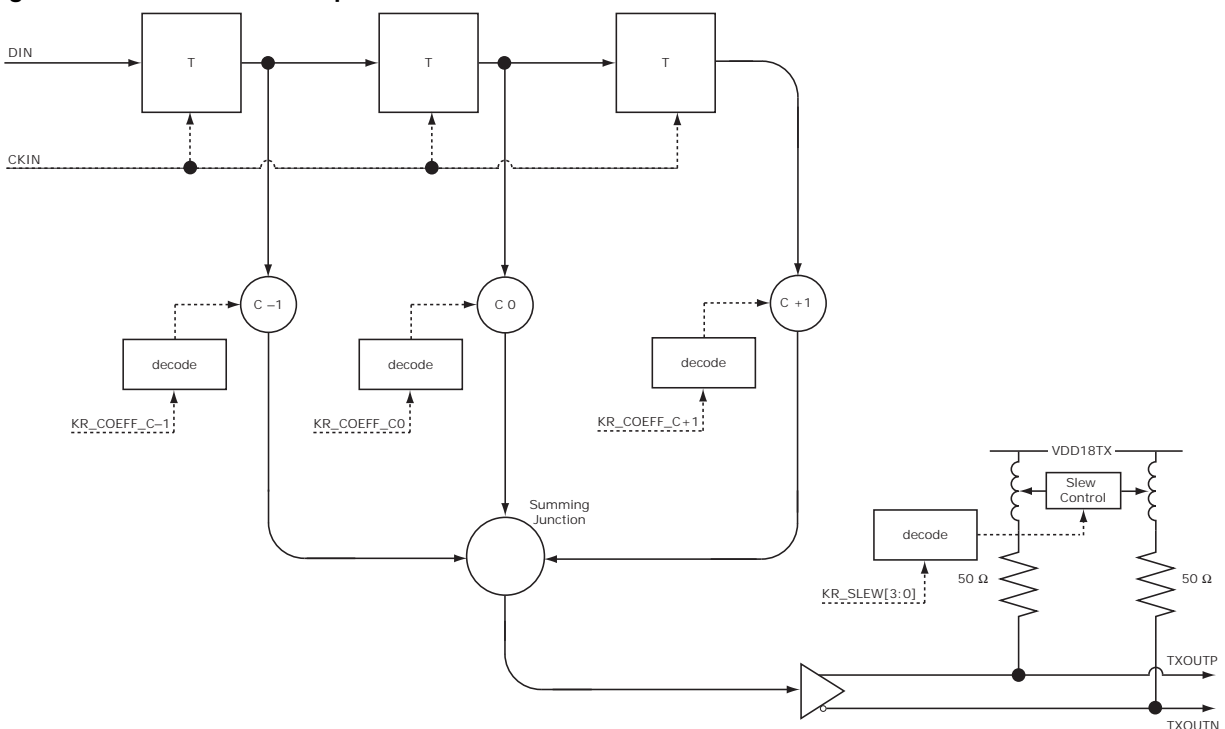 DIN
T
T
T
CKIN
C –1
C 0
C +1
decode
decode
decode
KR_COEFF_C–1
KR_COEFF_C0
KR_COEFF_C+1
Summing
Junction
VDD18TX
Slew
Control
decode
50 Ω
50 Ω
KR_SLEW[3:0]
TXOUTP
TXOUTN